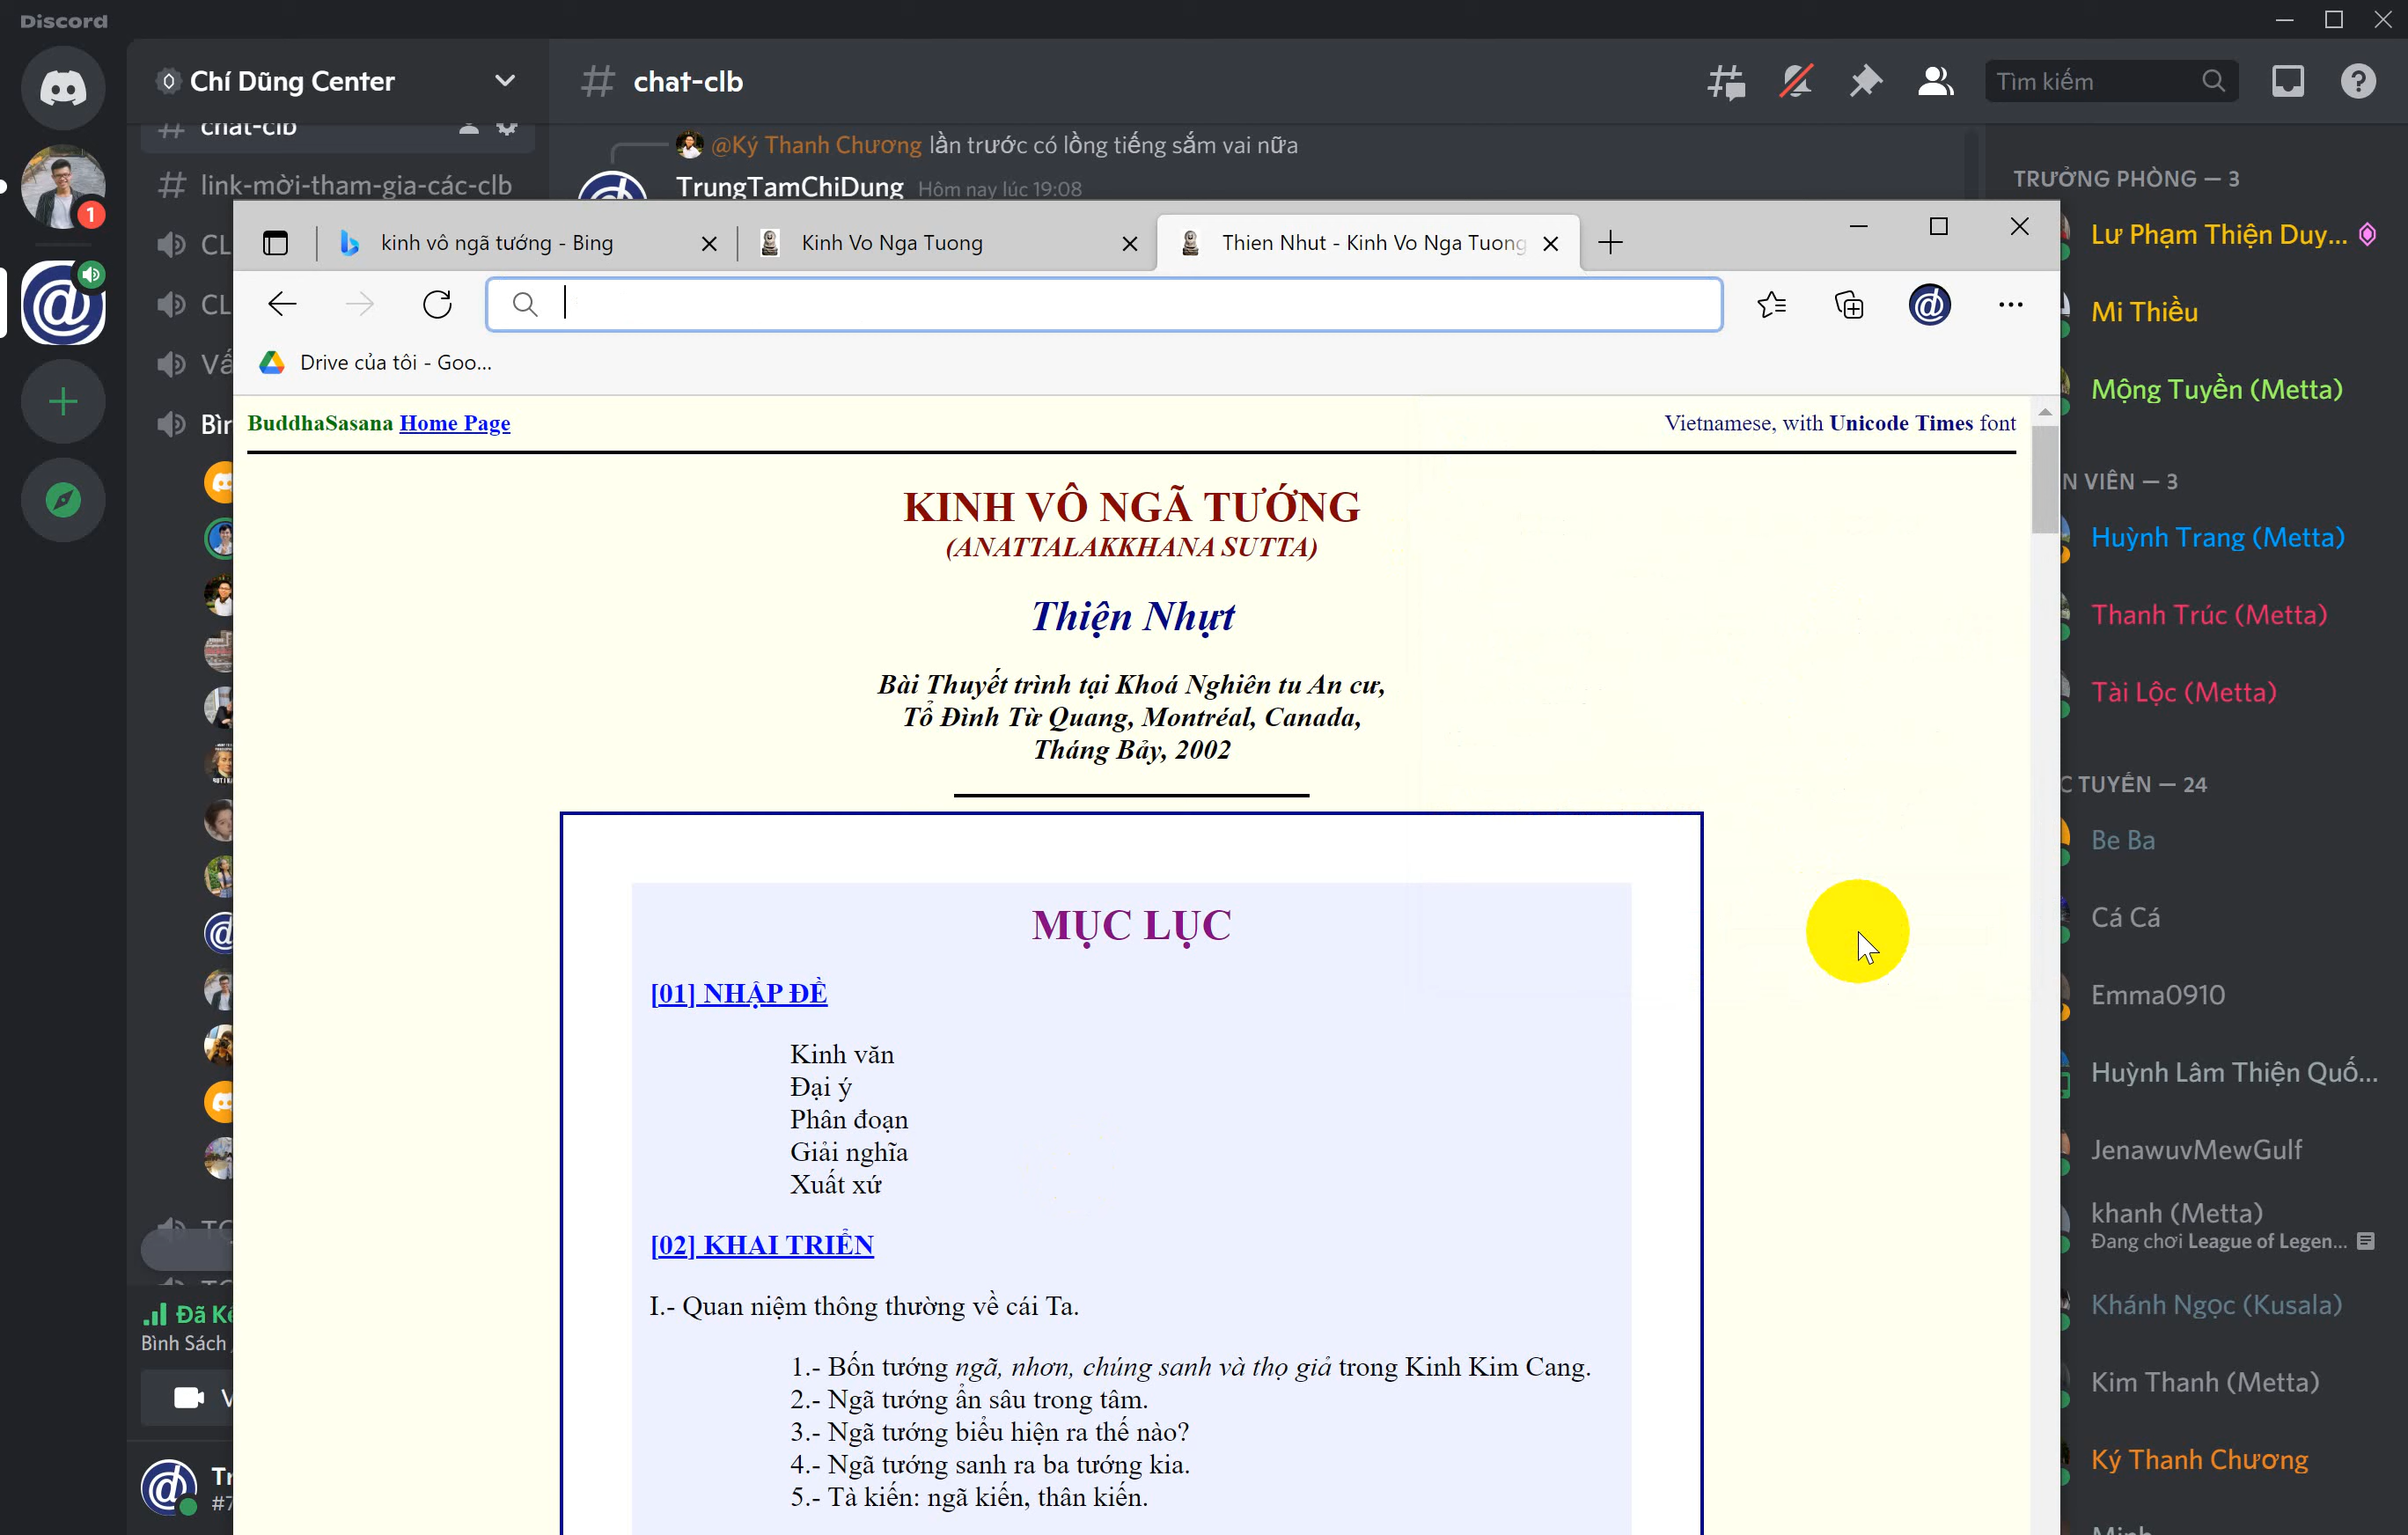 Discord
Chí Dũng Center
chat-clb
Tìm kiếm
chat-clb
link-mời-tham-gia-các-clb
@Ký Thanh Chương lần trước có lồng tiếng sắm vai nữa
TrungTamChiDung Hôm nay lúc 19:08
1
CL
CL
kinh vô ngã tướng - Bing
Kinh Vo Nga Tuong
Thien Nhut - Kinh Vo Nga Tuong
Drive của tôi - Goo...
BuddhaSasana Home Page
Vietnamese, with Unicode Times font
KINH VÔ NGÃ TƯỚNG
(ANATTALAKKHANA SUTTA)
Thiện Nhựt
Bài Thuyết trình tại Khoá Nghiên tu An cư,
Tổ Đình Từ Quang, Montréal, Canada,
Tháng Bảy, 2002
MỤC LỤC
[01] NHẬP ĐỀ
Kinh văn
Đại ý
Phân đoạn
Giải nghĩa
Xuất xứ
[02] KHAI TRIỂN
I.- Quan niệm thông thường về cái Ta.
1.- Bốn tướng ngã, nhơn, chúng sanh và thọ giả trong Kinh Kim Cang.
2.- Ngã tướng ẩn sâu trong tâm.
3.- Ngã tướng biểu hiện ra thế nào?
4.- Ngã tướng sanh ra ba tướng kia.
5.- Tà kiến: ngã kiến, thân kiến.
Bình Sách
TRƯỞNG PHÒNG — 3
Lư Phạm Thiện Duy...
Mi Thiều
Mộng Tuyền (Metta)
N VIÊN — 3
Huỳnh Trang (Metta)
Thanh Trúc (Metta)
Tài Lộc (Metta)
C TUYẾN — 24
Be Ba
Cá Cá
Emma0910
Huỳnh Lâm Thiện Quố...
JenawuvMewGulf
khanh (Metta)
Đang chơi League of Legen...
Khánh Ngọc (Kusala)
Kim Thanh (Metta)
Ký Thanh Chương